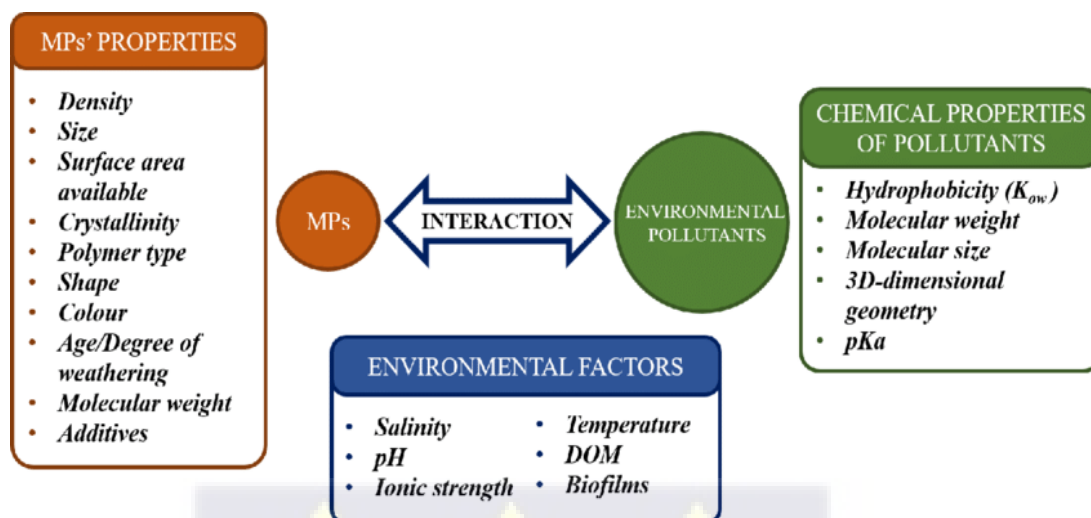 MPs' PROPERTIES
• Density
• Size
• Surface area
available
• Crystallinity
• Polymer type
• Shape
• Colour
• Age/Degree of
weathering
• Molecular weight
• Additives
MPs
INTERACTION
ENVIRONMENTAL
POLLUTANTS
CHEMICAL PROPERTIES
OF POLLUTANTS
• Hydrophobicity (Kow)
• Molecular weight
• Molecular size
• 3D-dimensional
geometry
• pKa
ENVIRONMENTAL FACTORS
• Salinity
• pH
• Ionic strength
• Temperature
• DOM
• Biofilms